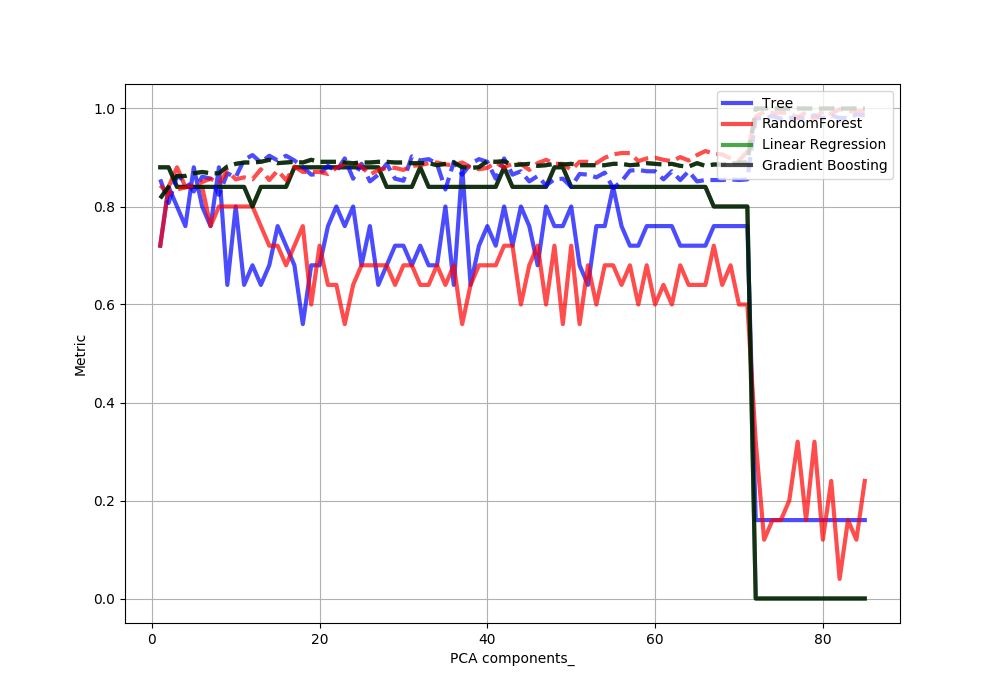 1.0
0.8
0.6
0.4
0.2
0.0
Metric
0
20
40
60
80
PCA components_
Tree
RandomForest
Linear Regression
Gradient Boosting